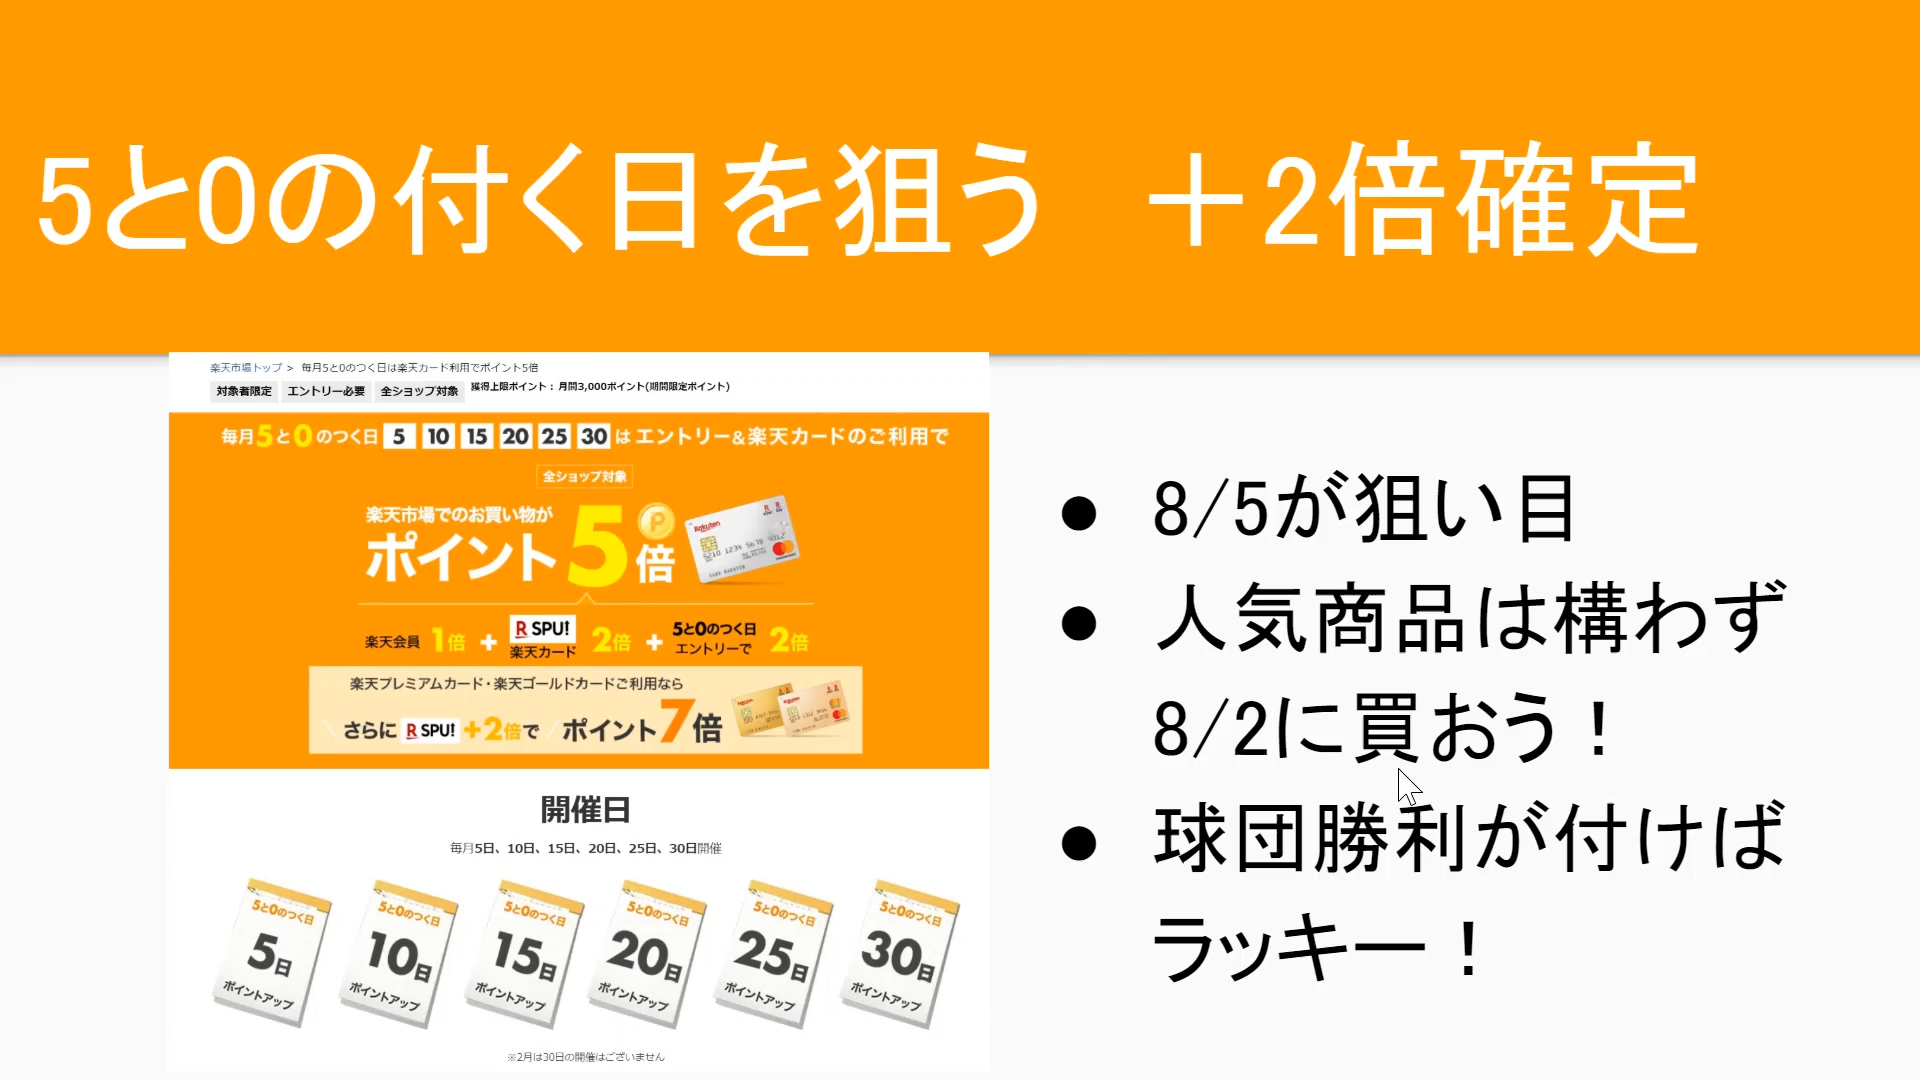 5と0の付く日を狙う　＋2倍確定
楽天市場トップ ＞ 毎月5と0のつく日は楽天カード利用でポイント5倍
対象者限定 エントリー必要 全ショップ対象 獲得上限ポイント：月間3,000ポイント(期間限定ポイント)
毎月5と0のつく日 5 10 15 20 25 30 は エントリー&楽天カードのご利用で
全ショップ対象
楽天市場でのお買い物が
ポイント5倍
P
Rakuten
5210 1234 5678 9012
楽天会員 1倍 + R SPU! 楽天カード 2倍 + 5と0のつく日 エントリーで 2倍
楽天プレミアムカード・楽天ゴールドカードご利用なら
さらに R SPU! +2倍で ポイント7倍
開催日
毎月5日、10日、15日、20日、25日、30日開催
5と0のつく日 5日 ポイントアップ
5と0のつく日 10日 ポイントアップ
5と0のつく日 15日 ポイントアップ
5と0のつく日 20日 ポイントアップ
5と0のつく日 25日 ポイントアップ
5と0のつく日 30日 ポイントアップ
※2月は30日の開催はございません
● 8/5が狙い目
● 人気商品は構わず
8/2に買おう！
● 球団勝利が付けば
ラッキー！